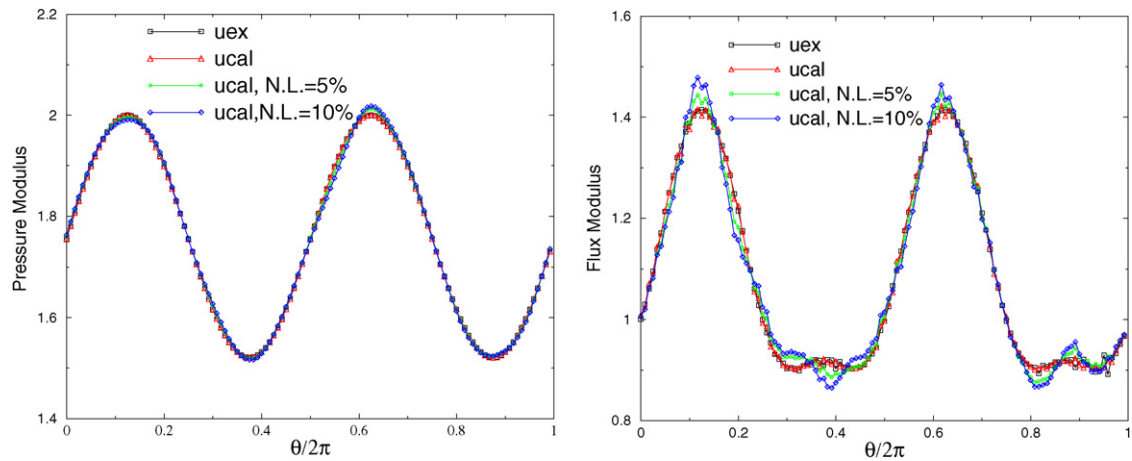 2.2
2
1.8
1.6
1.4
Pressure Modulus
uex
ucal
ucal, N.L.=5%
ucal,N.L.=10%
0 0.2 0.4 0.6 0.8 1
θ/2π
1.6
1.4
1.2
1
0.8
Flux Modulus
uex
ucal
ucal, N.L.=5%
ucal, N.L.=10%
0 0.2 0.4 0.6 0.8 1
θ/2π